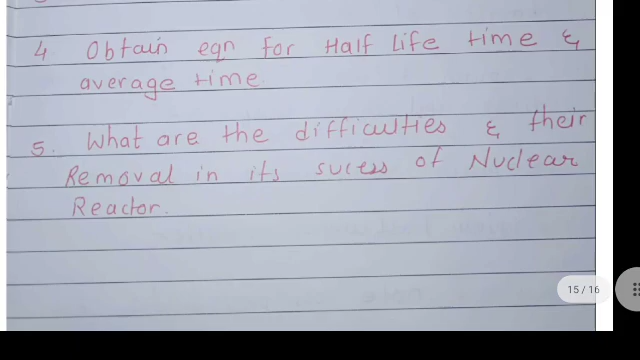 4 Obtain eqn for Half life time &
average time.
5. What are the difficulties & their
Removal in its sucess of Nuclear
Reactor.
15 / 16